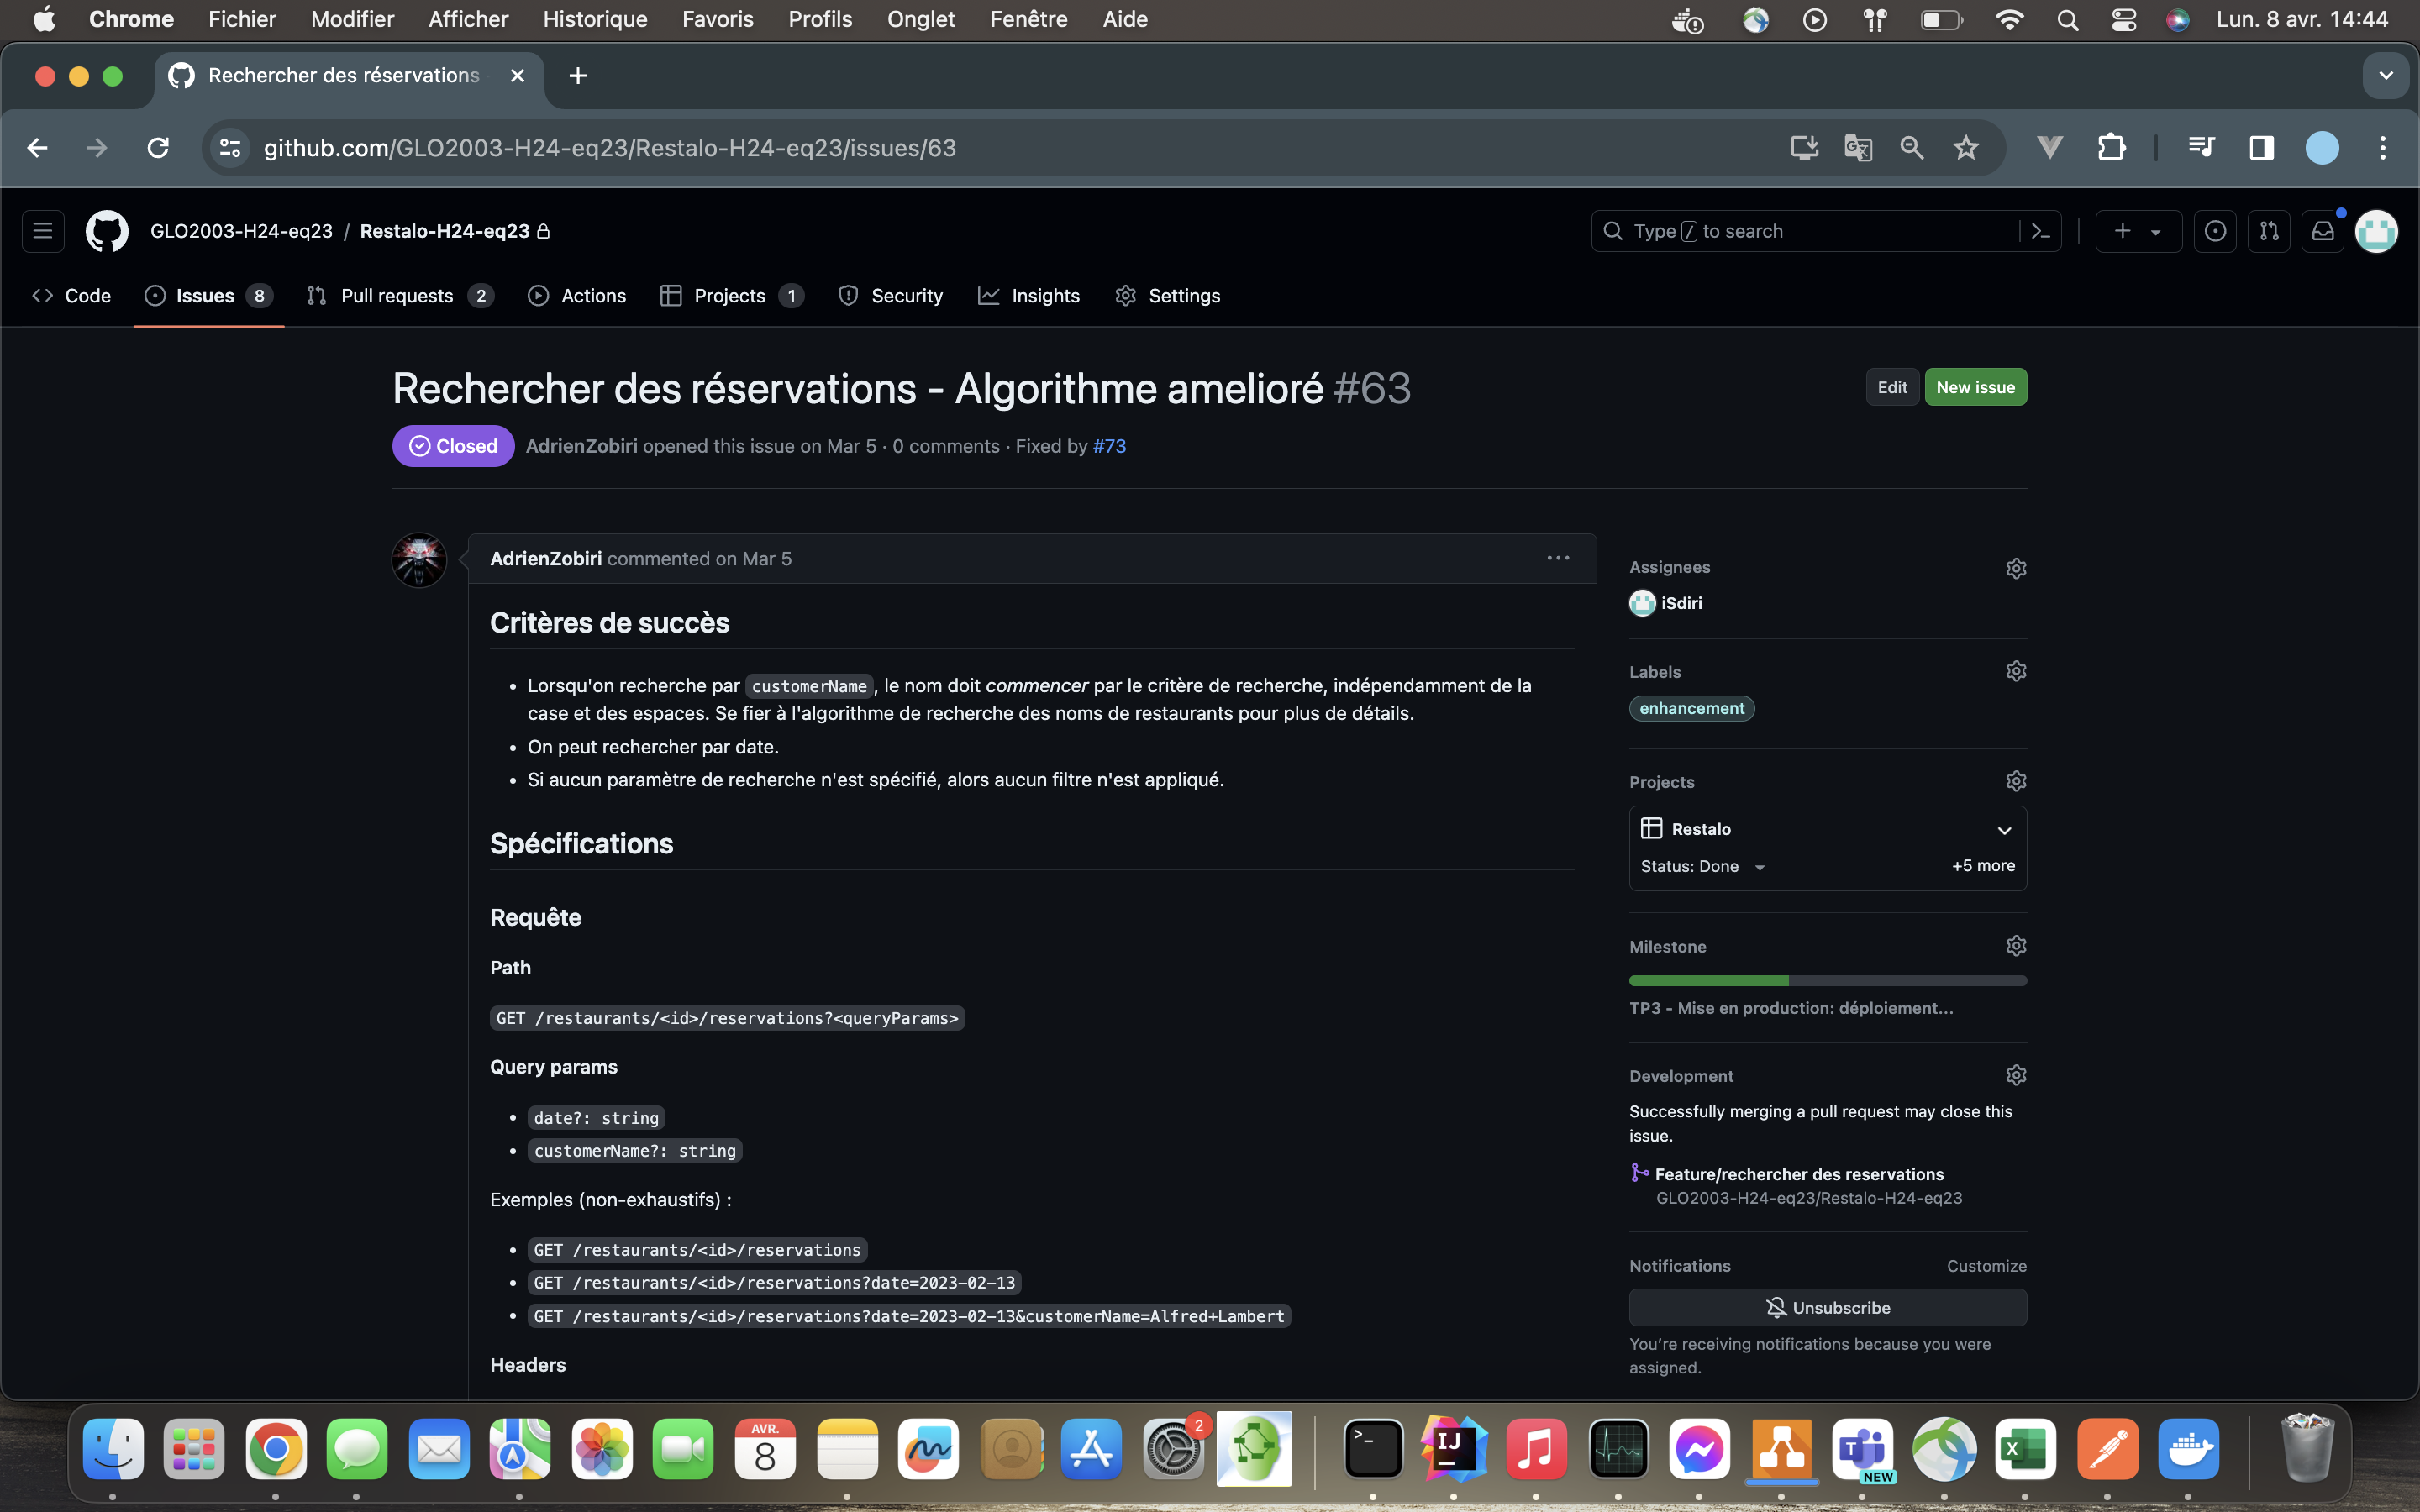 Chrome Fichier Modifier Afficher Historique Favoris Profils Onglet Fenêtre Aide Lun. 8 avr. 14:44
Rechercher des réservations
github.com/GLO2003-H24-eq23/Restalo-H24-eq23/issues/63
GLO2003-H24-eq23 / Restalo-H24-eq23
Type / to search
Code Issues 8 Pull requests 2 Actions Projects 1 Security Insights Settings
Rechercher des réservations - Algorithme amelioré #63
Edit New issue
Closed AdrienZobiri opened this issue on Mar 5 · 0 comments · Fixed by #73
AdrienZobiri commented on Mar 5
Critères de succès
• Lorsqu'on recherche par customerName, le nom doit commencer par le critère de recherche, indépendamment de la
case et des espaces. Se fier à l'algorithme de recherche des noms de restaurants pour plus de détails.
• On peut rechercher par date.
• Si aucun paramètre de recherche n'est spécifié, alors aucun filtre n'est appliqué.
Spécifications
Requête
Path
GET /restaurants/<id>/reservations?<queryParams>
Query params
• date?: string
• customerName?: string
Exemples (non-exhaustifs) :
• GET /restaurants/<id>/reservations
• GET /restaurants/<id>/reservations?date=2023-02-13
• GET /restaurants/<id>/reservations?date=2023-02-13&customerName=Alfred+Lambert
Headers
Assignees
iSdiri
Labels
enhancement
Projects
Restalo
Status: Done +5 more
Milestone
TP3 - Mise en production: déploiement...
Development
Successfully merging a pull request may close this
issue.
Feature/rechercher des reservations
GLO2003-H24-eq23/Restalo-H24-eq23
Notifications Customize
Unsubscribe
You're receiving notifications because you were
assigned.
AVR.
8
2
>_
IJ
T
NEW
X